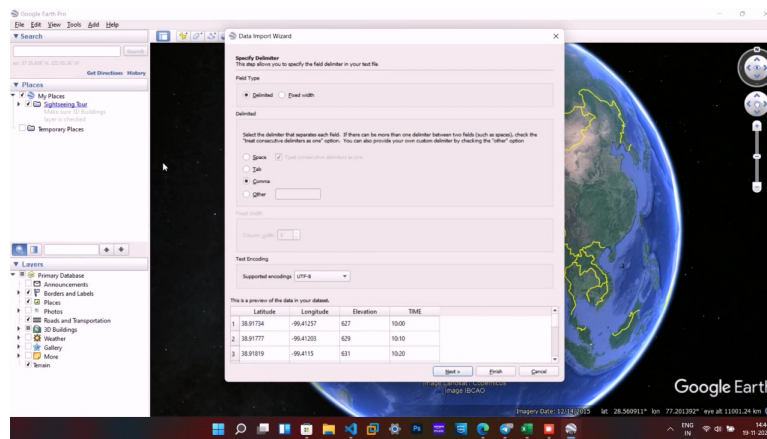 Google Earth Pro
File Edit View Tools Add Help
Search
Search
Get Directions History
Places
My Places
Sightseeing Tour
Make sure 3D Buildings
layer is checked
Temporary Places
Layers
Primary Database
Announcements
Borders and Labels
Places
Photos
Roads and Transportation
3D Buildings
Weather
Gallery
More
Terrain
Data Import Wizard
Specify Delimiter
This step allows you to specify the field delimiter in your text file.
Field Type
Delimited Fixed width
Delimited
Select the delimiter that separates each field. If there can be more than one delimiter between two fields (such as spaces), check the
"treat consecutive delimiters as one" option. You can also provide your own custom delimiter by checking the "other" option
Space Treat consecutive delimiters as one
Tab
Comma
Other
Fixed Width
Column width
Text Encoding
Supported encodings UTF-8
This is a preview of the data in your dataset.
Latitude Longitude Elevation TIME
1 38.91734 -99.41257 627 10:00
2 38.91777 -99.41203 629 10:10
3 38.91819 -99.4115 631 10:20
Next > Finish Cancel
Image Landsat / Copernicus
Image IBCAO
Google Earth
Imagery Date: 12/14/2015 lat 28.560911° lon 77.201392° eye alt 11001.24 km
ENG
IN
14:4
19-11-202